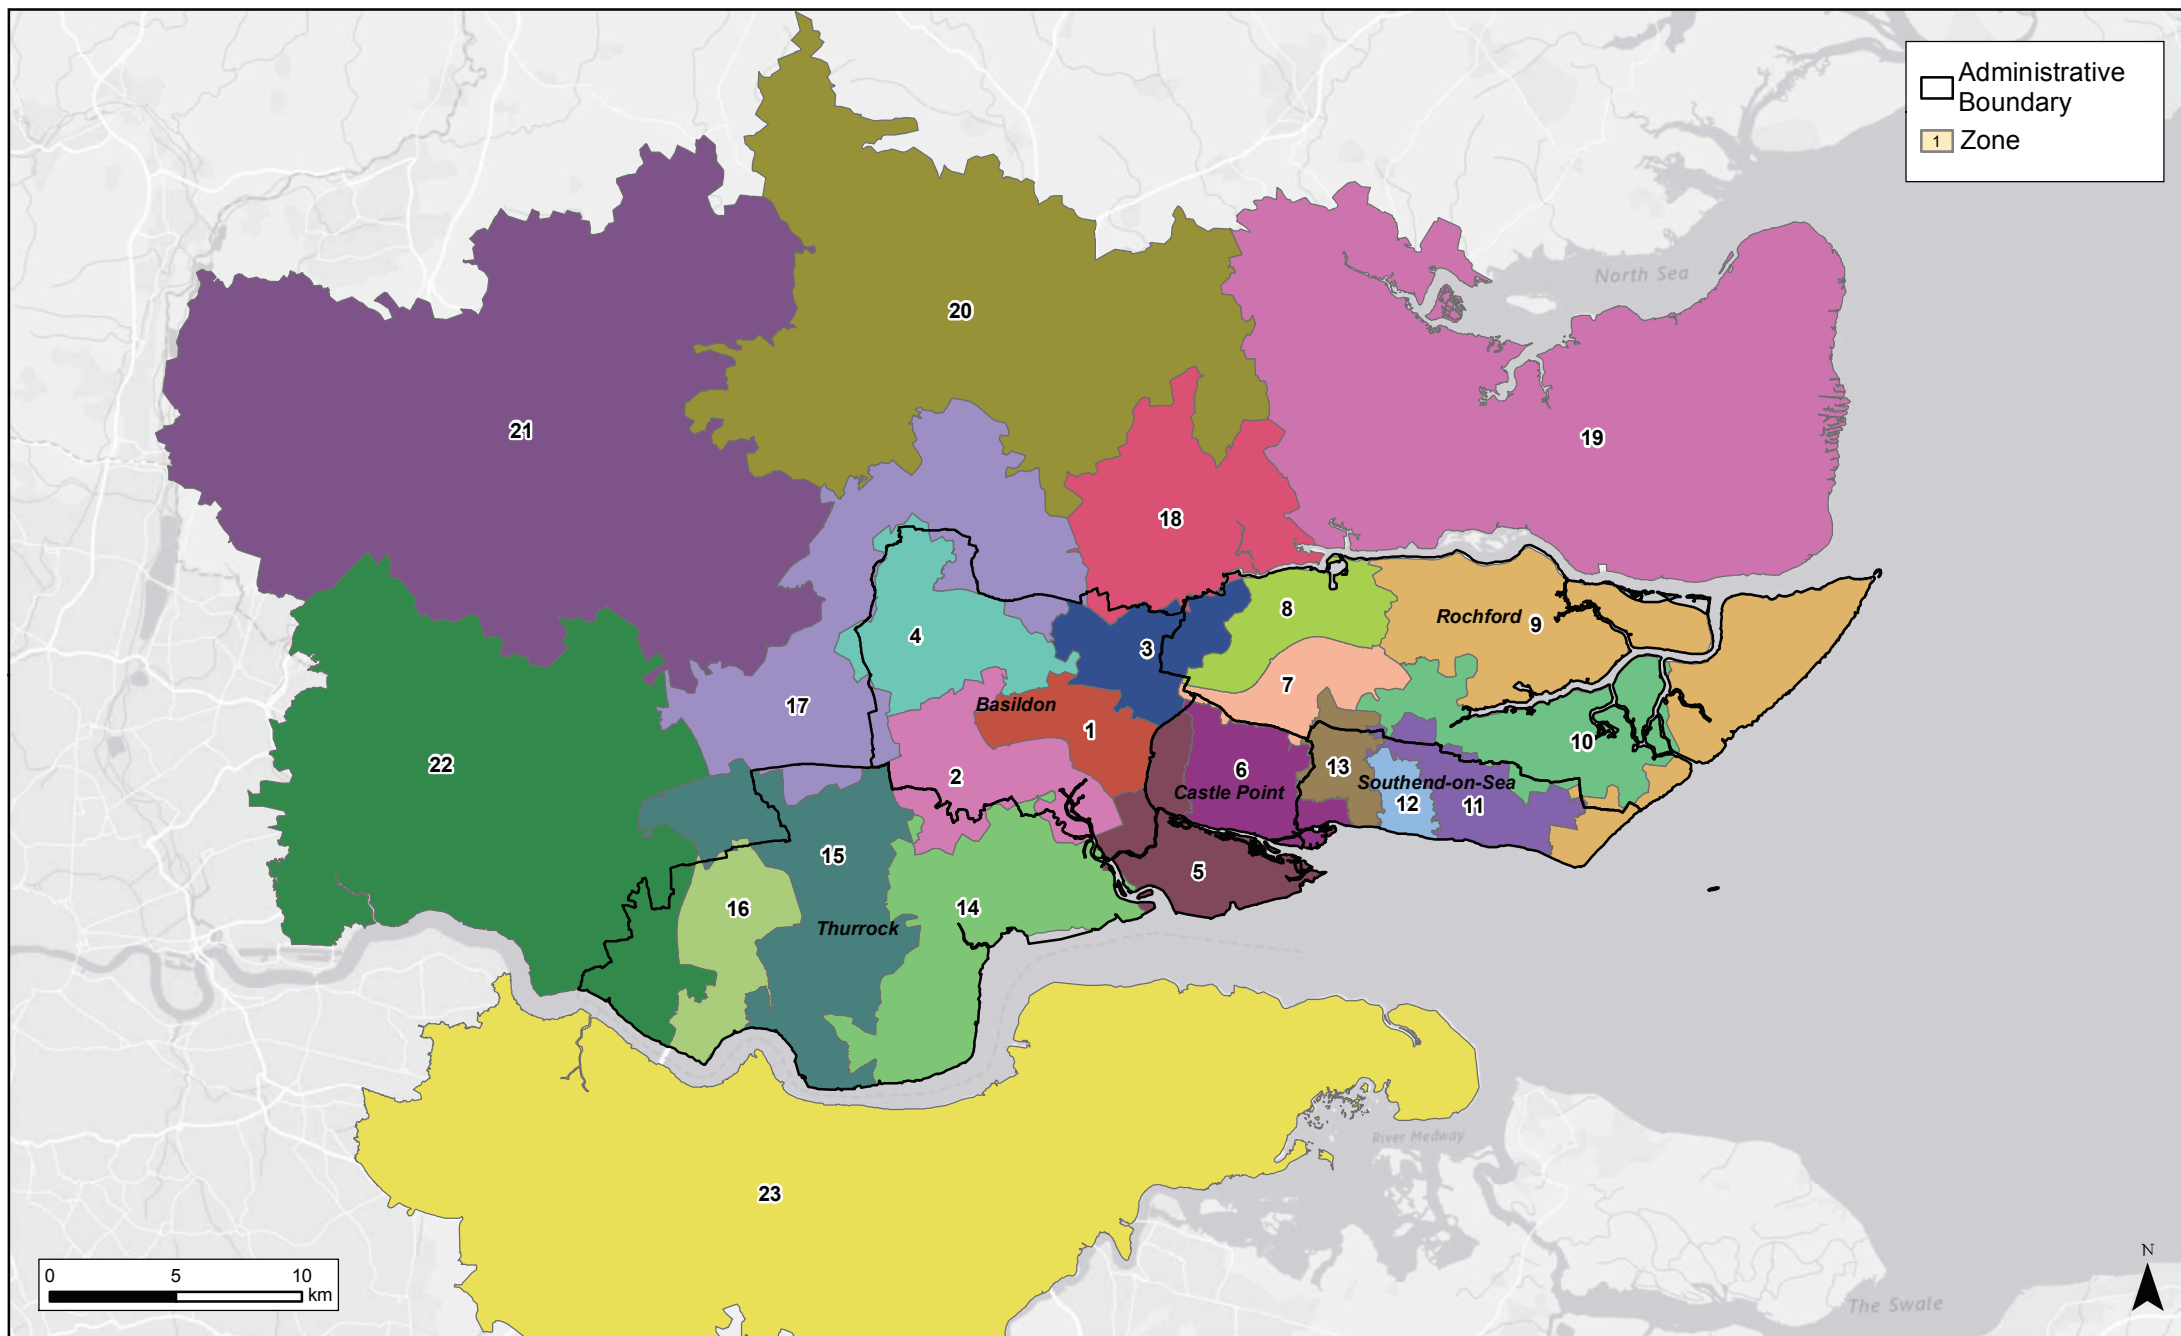 Administrative
Boundary
1 Zone
North Sea
20
21
19
18
8
Rochford 9
4
3
7
17
Basildon
1
10
22
2
6
13
Castle Point
Southend-on-Sea
12
11
15
5
16
14
Thurrock
River Medway
23
N
0 5 10
km
The Swale